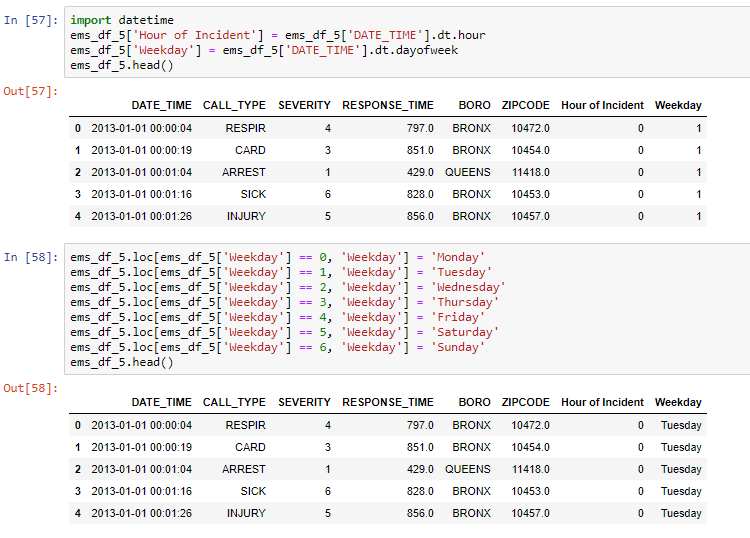 In [57]: import datetime
ems_df_5['Hour of Incident'] = ems_df_5['DATE_TIME'].dt.hour
ems_df_5['Weekday'] = ems_df_5['DATE_TIME'].dt.dayofweek
ems_df_5.head()
Out[57]:
DATE_TIME CALL_TYPE SEVERITY RESPONSE_TIME BORO ZIPCODE Hour of Incident Weekday
0 2013-01-01 00:00:04 RESPIR 4 797.0 BRONX 10472.0 0 1
1 2013-01-01 00:00:19 CARD 3 851.0 BRONX 10454.0 0 1
2 2013-01-01 00:01:04 ARREST 1 429.0 QUEENS 11418.0 0 1
3 2013-01-01 00:01:16 SICK 6 828.0 BRONX 10453.0 0 1
4 2013-01-01 00:01:26 INJURY 5 856.0 BRONX 10457.0 0 1
In [58]: ems_df_5.loc[ems_df_5['Weekday'] == 0, 'Weekday'] = 'Monday'
ems_df_5.loc[ems_df_5['Weekday'] == 1, 'Weekday'] = 'Tuesday'
ems_df_5.loc[ems_df_5['Weekday'] == 2, 'Weekday'] = 'Wednesday'
ems_df_5.loc[ems_df_5['Weekday'] == 3, 'Weekday'] = 'Thursday'
ems_df_5.loc[ems_df_5['Weekday'] == 4, 'Weekday'] = 'Friday'
ems_df_5.loc[ems_df_5['Weekday'] == 5, 'Weekday'] = 'Saturday'
ems_df_5.loc[ems_df_5['Weekday'] == 6, 'Weekday'] = 'Sunday'
ems_df_5.head()
Out[58]:
DATE_TIME CALL_TYPE SEVERITY RESPONSE_TIME BORO ZIPCODE Hour of Incident Weekday
0 2013-01-01 00:00:04 RESPIR 4 797.0 BRONX 10472.0 0 Tuesday
1 2013-01-01 00:00:19 CARD 3 851.0 BRONX 10454.0 0 Tuesday
2 2013-01-01 00:01:04 ARREST 1 429.0 QUEENS 11418.0 0 Tuesday
3 2013-01-01 00:01:16 SICK 6 828.0 BRONX 10453.0 0 Tuesday
4 2013-01-01 00:01:26 INJURY 5 856.0 BRONX 10457.0 0 Tuesday